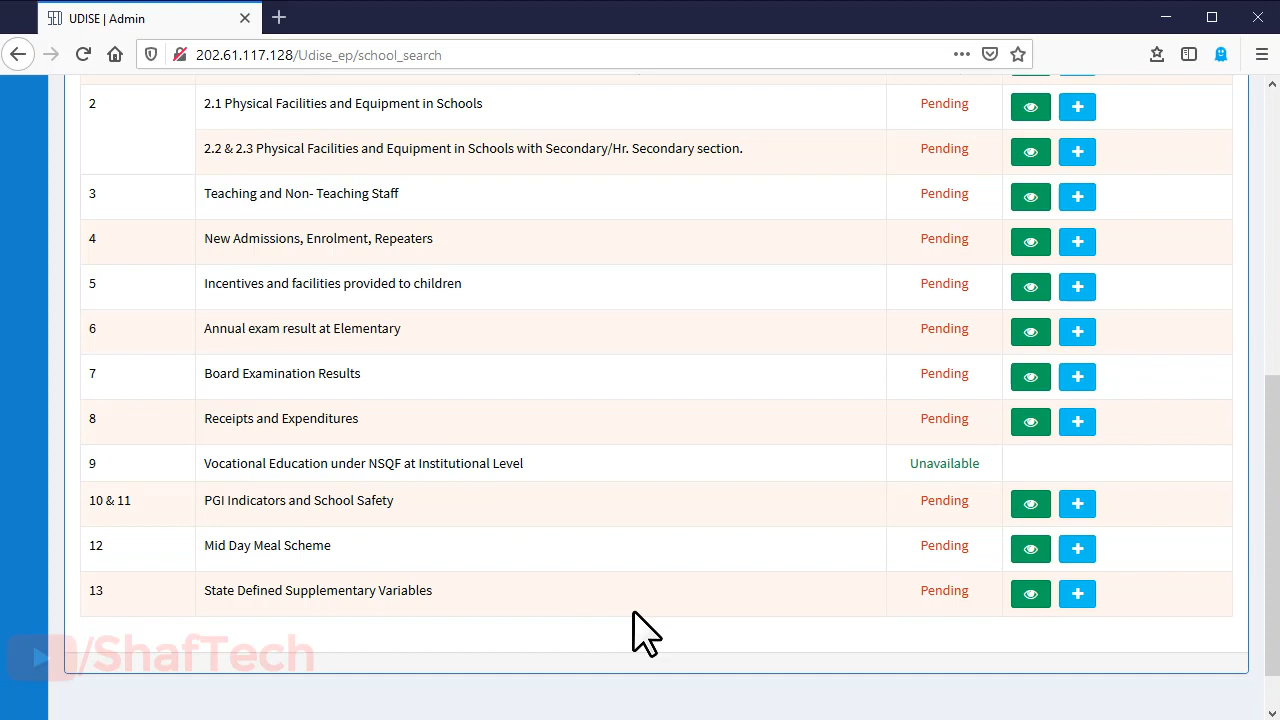 UDISE | Admin
202.61.117.128/Udise_ep/school_search
2 2.1 Physical Facilities and Equipment in Schools Pending
2.2 & 2.3 Physical Facilities and Equipment in Schools with Secondary/Hr. Secondary section. Pending
3 Teaching and Non- Teaching Staff Pending
4 New Admissions, Enrolment, Repeaters Pending
5 Incentives and facilities provided to children Pending
6 Annual exam result at Elementary Pending
7 Board Examination Results Pending
8 Receipts and Expenditures Pending
9 Vocational Education under NSQF at Institutional Level Unavailable
10 & 11 PGI Indicators and School Safety Pending
12 Mid Day Meal Scheme Pending
13 State Defined Supplementary Variables Pending
/ShafTech